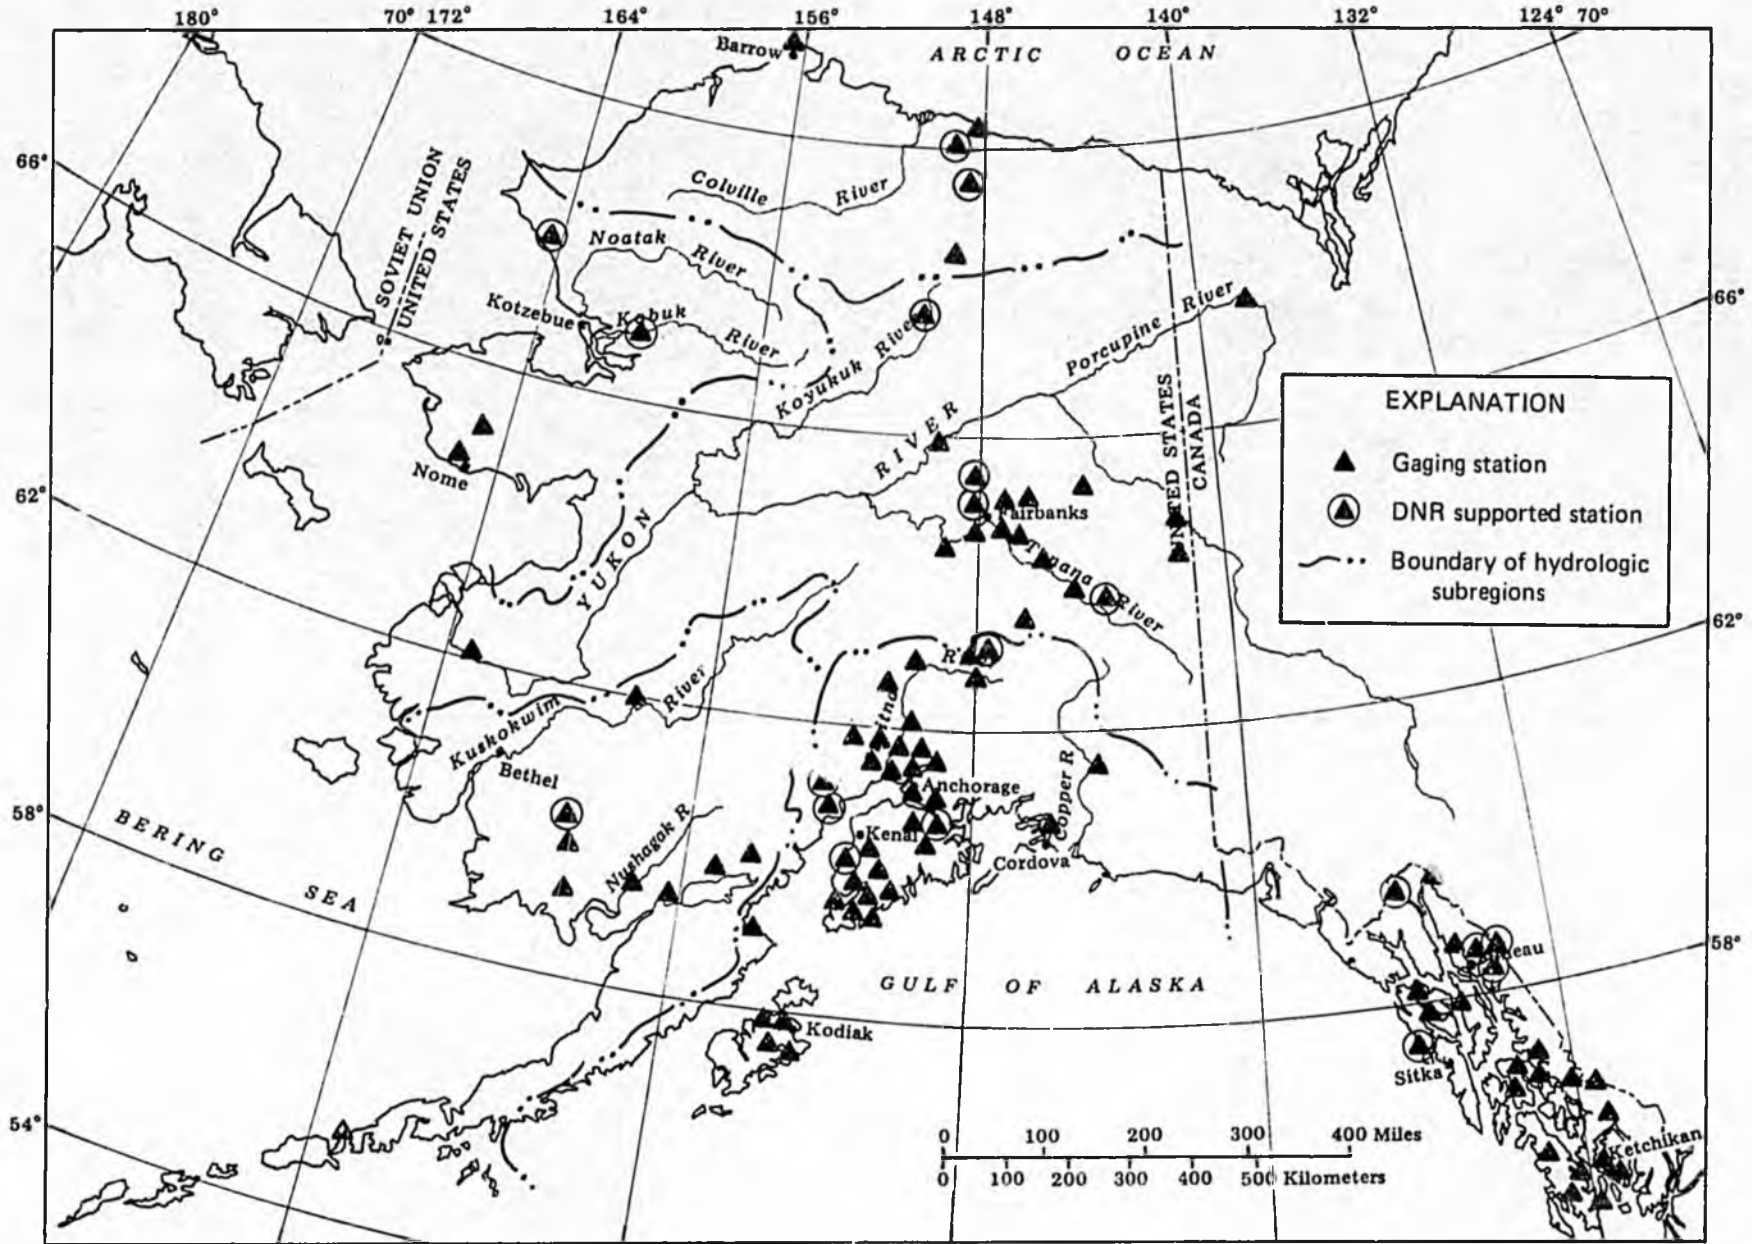 180° 70° 172° 164° 156° 148° 140° 132° 124° 70°
Barrow
ARCTIC OCEAN
66°
SOVIET UNION
UNITED STATES
Colville River
Noatak River
Kotzebue
Kobuk River
Koyukuk River
Porcupine River
66°
UNITED STATES
CANADA
EXPLANATION
Gaging station
DNR supported station
Boundary of hydrologic
subregions
Nome
62°
YUKON RIVER
Fairbanks
Tanana River
62°
R
Kuskokwim River
Bethel
Anchorage
Copper R
Kenai
Cordova
Nushagak R
58°
BERING
SEA
58°
GULF OF ALASKA
Kodiak
Sitka
Ketchikan
54°
0 100 200 300 400 Miles
0 100 200 300 400 500 Kilometers